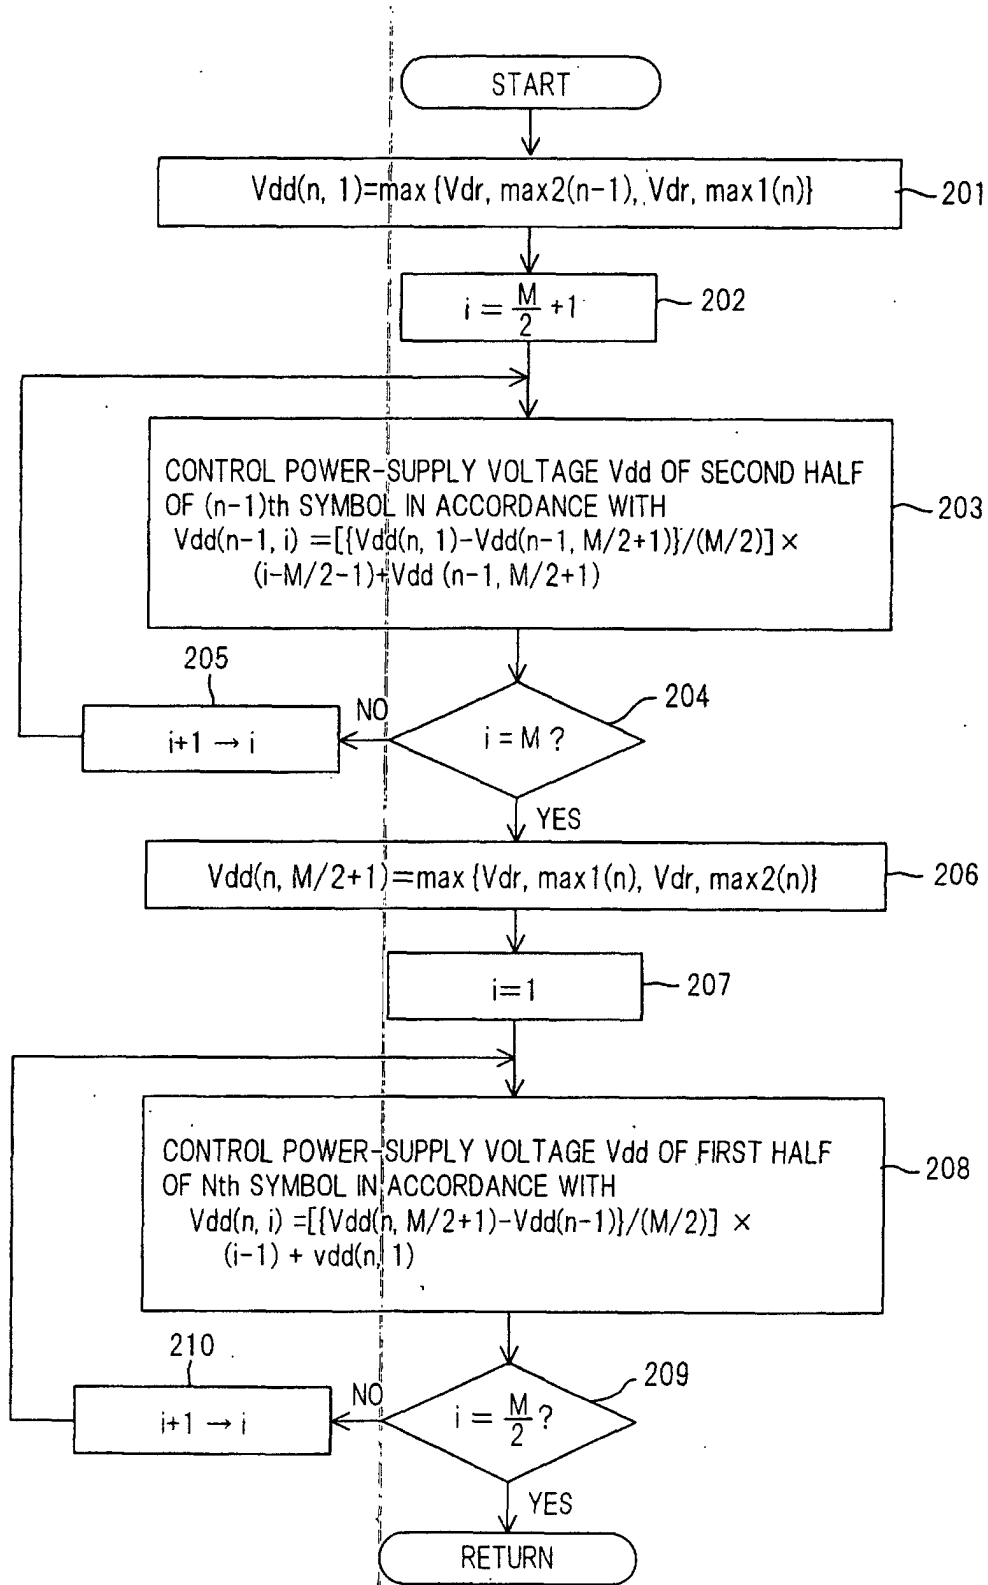 START
Vdd(n, 1)=max {Vdr, max2(n-1), Vdr, max1(n)}
201
i = M/2 +1
202
CONTROL POWER-SUPPLY VOLTAGE Vdd OF SECOND HALF
OF (n-1)th SYMBOL IN ACCORDANCE WITH
Vdd(n-1, i) =[{Vdd(n, 1)-Vdd(n-1, M/2+1)}/(M/2)] ×
(i-M/2-1)+Vdd (n-1, M/2+1)
203
205
i+1 → i
NO
i = M ?
204
YES
Vdd(n, M/2+1)=max {Vdr, max1(n), Vdr, max2(n)}
206
i=1
207
CONTROL POWER-SUPPLY VOLTAGE Vdd OF FIRST HALF
OF Nth SYMBOL IN ACCORDANCE WITH
Vdd(n, i) =[{Vdd(n, M/2+1)-Vdd(n-1)}/(M/2)] ×
(i-1) + vdd(n, 1)
208
210
i+1 → i
NO
i = M/2 ?
209
YES
RETURN